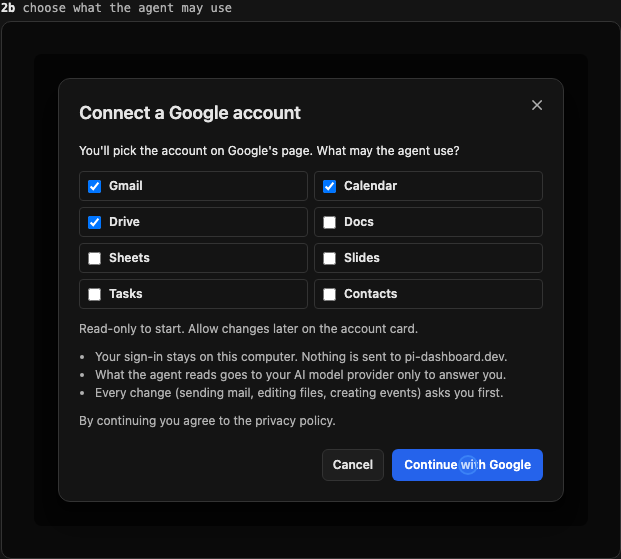 2b choose what the agent may use
Connect a Google account
You'll pick the account on Google's page. What may the agent use?
Gmail
Calendar
Drive
Docs
Sheets
Slides
Tasks
Contacts
Read-only to start. Allow changes later on the account card.
• Your sign-in stays on this computer. Nothing is sent to pi-dashboard.dev.
• What the agent reads goes to your AI model provider only to answer you.
• Every change (sending mail, editing files, creating events) asks you first.
By continuing you agree to the privacy policy.
Cancel
Continue with Google